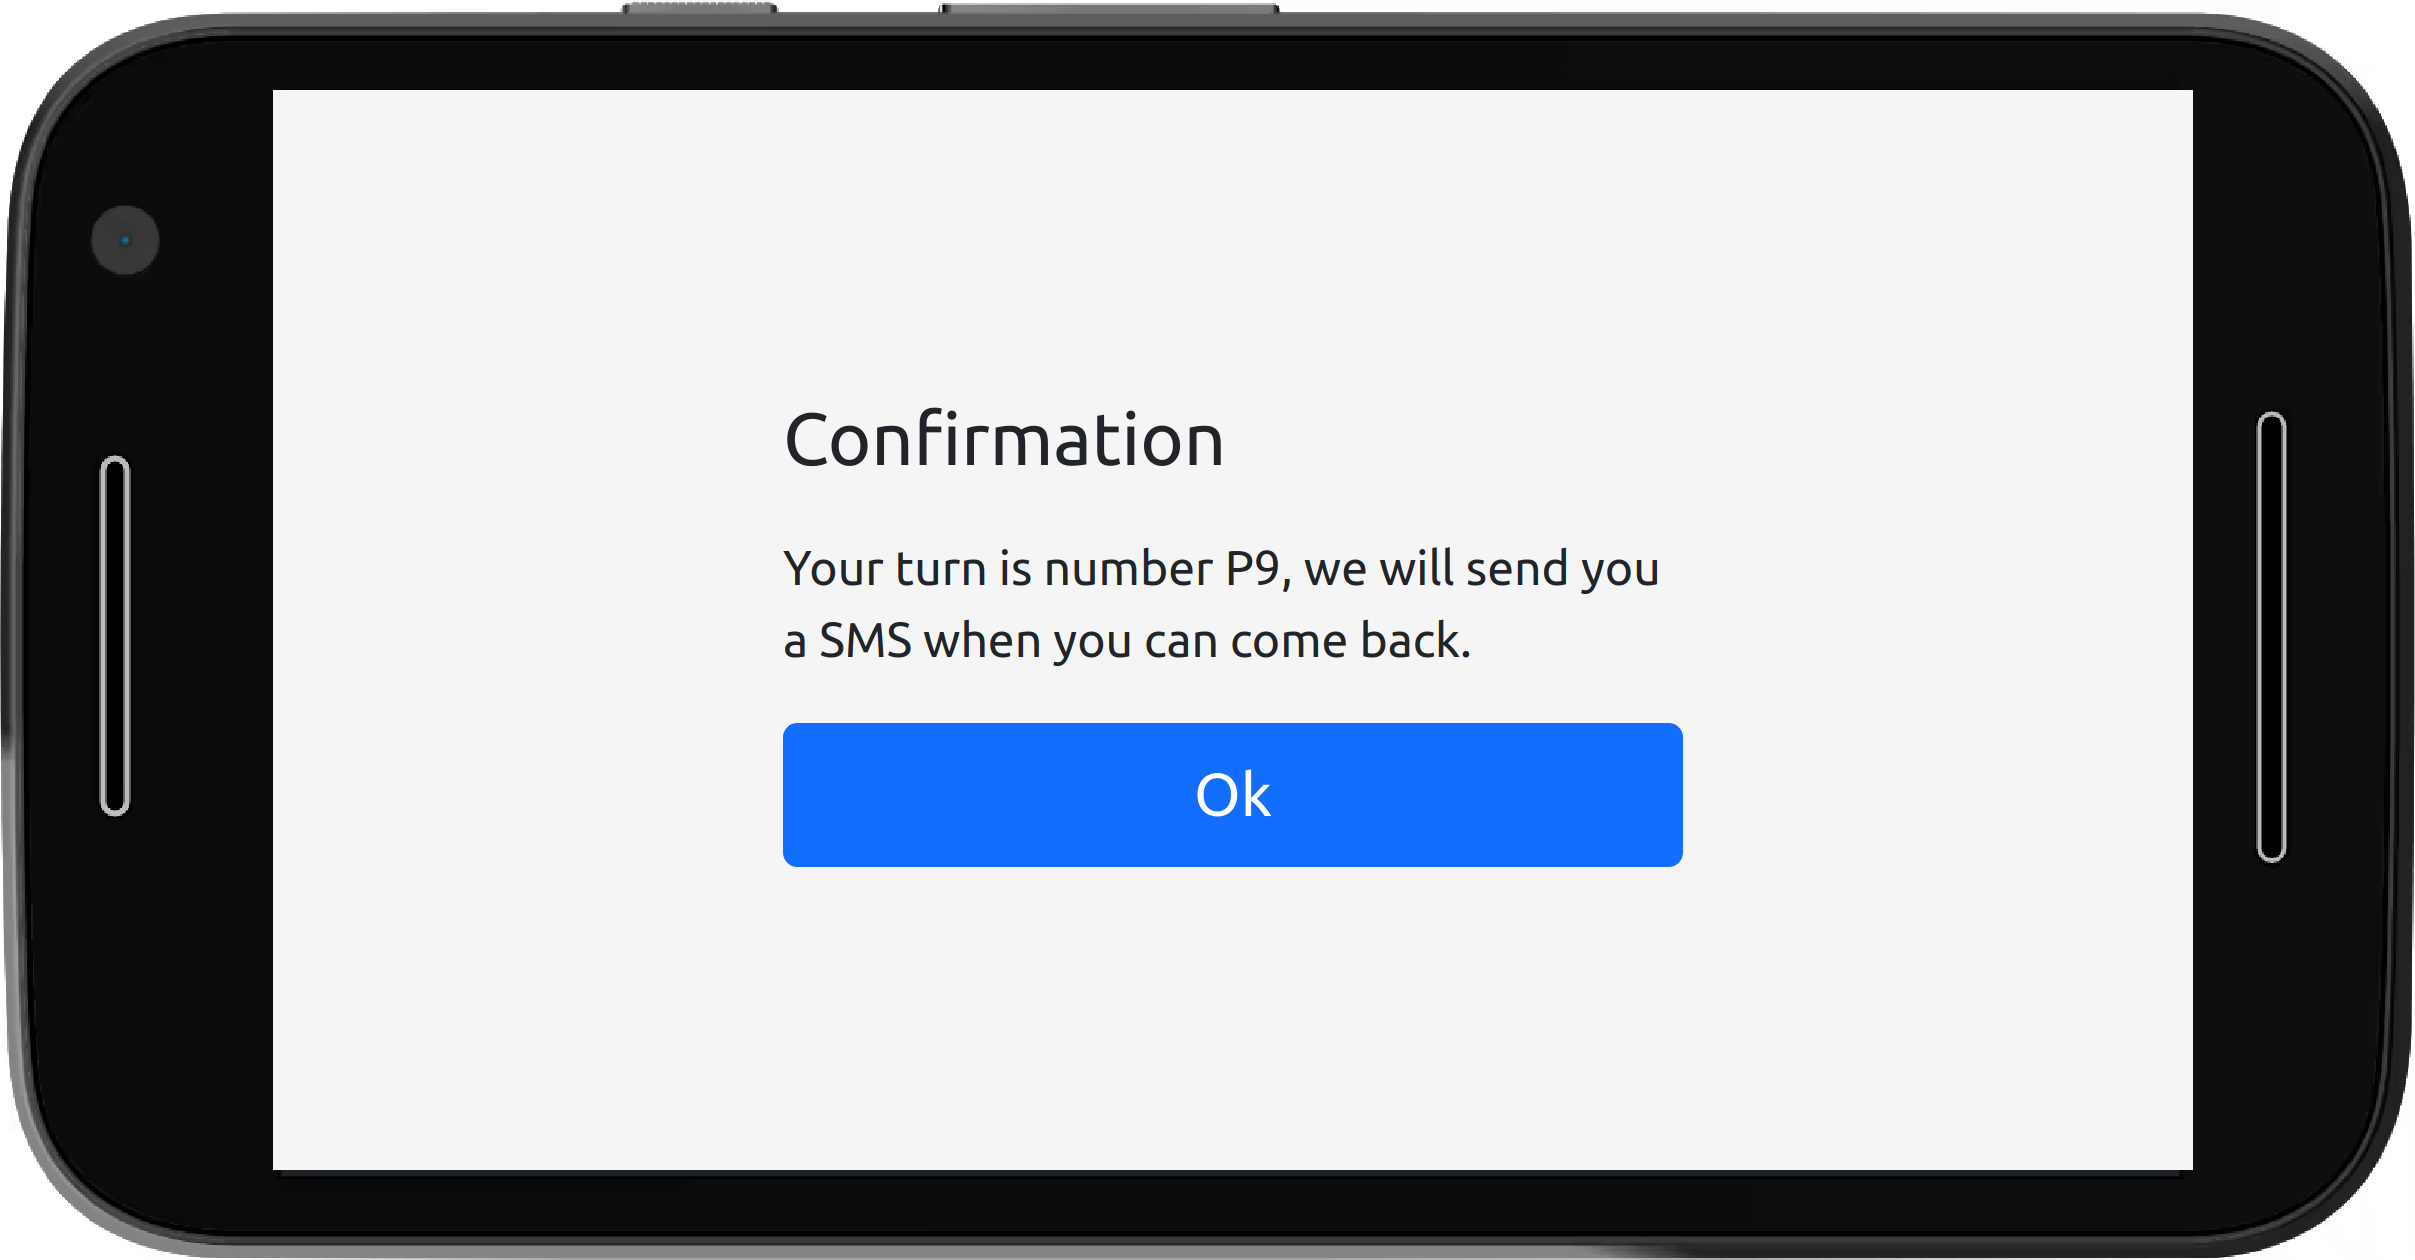 Confirmation
Your turn is number P9, we will send you
a SMS when you can come back.
Ok